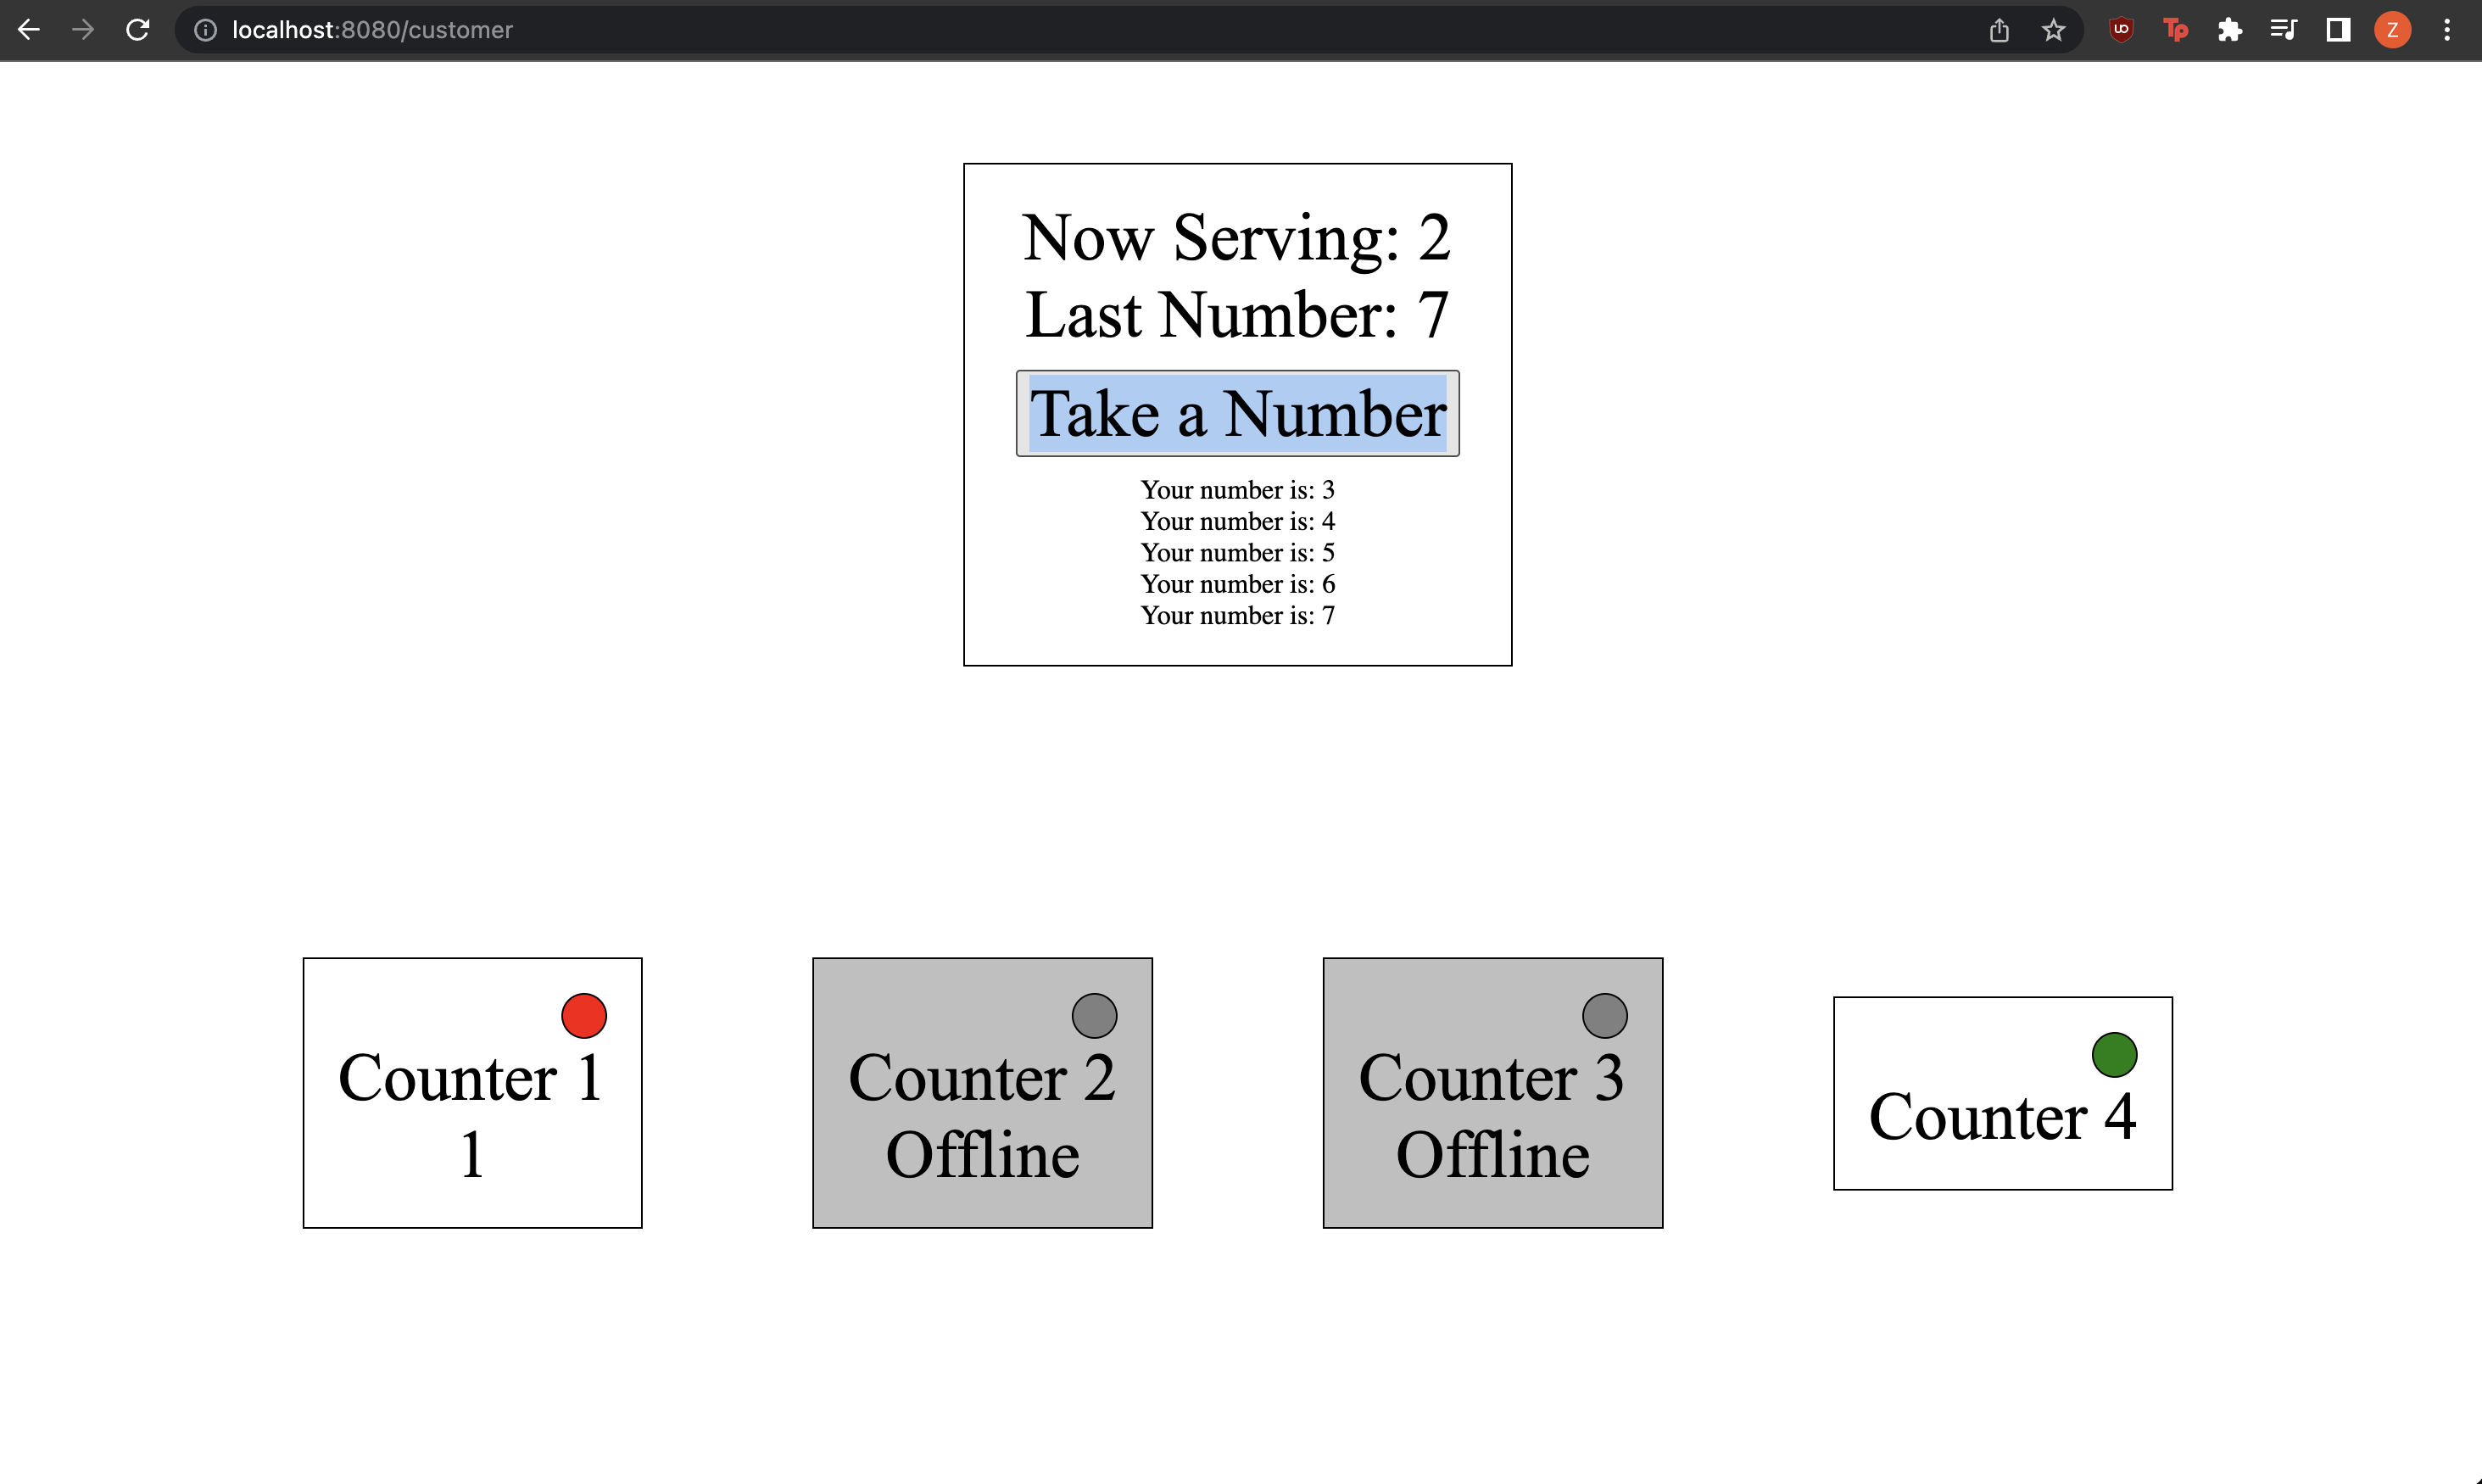 localhost:8080/customer
Now Serving: 2
Last Number: 7
Take a Number
Your number is: 3
Your number is: 4
Your number is: 5
Your number is: 6
Your number is: 7
Counter 1
1
Counter 2
Offline
Counter 3
Offline
Counter 4
uo
Tp
Z